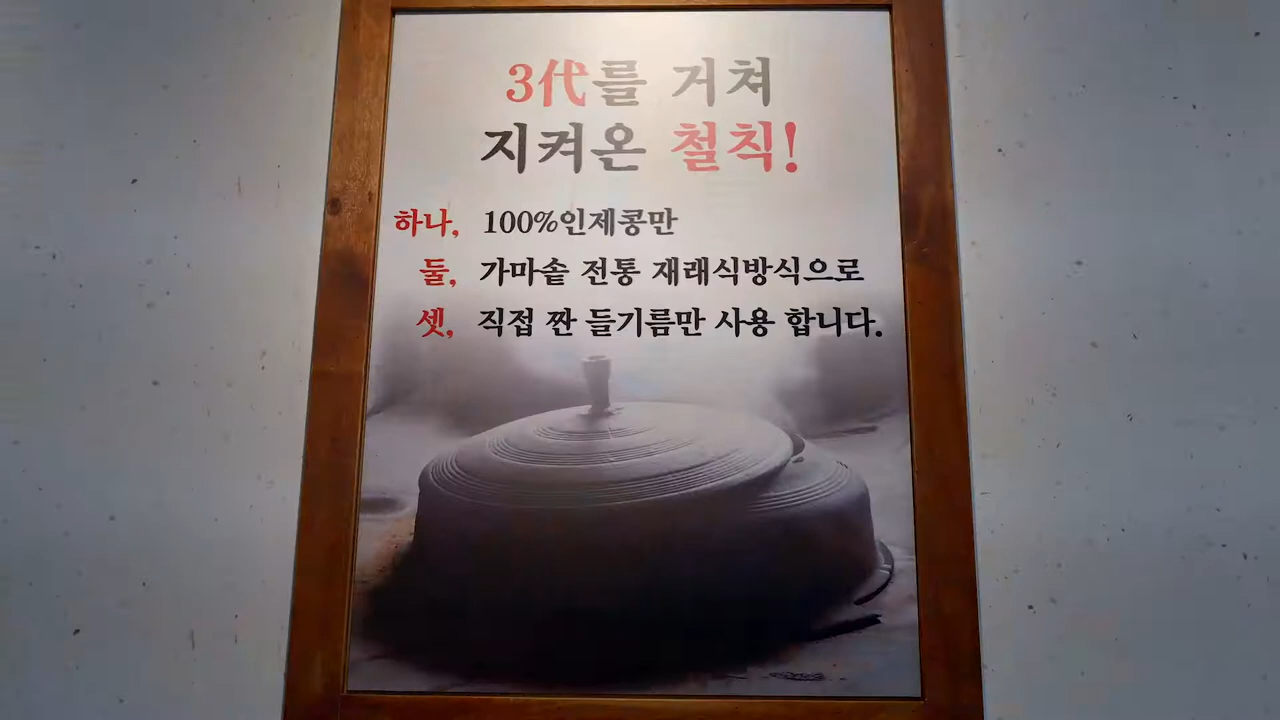 3代를 거쳐
지켜온 철칙!
하나, 100%인제콩만
둘, 가마솥 전통 재래식방식으로
셋, 직접 짠 들기름만 사용 합니다.